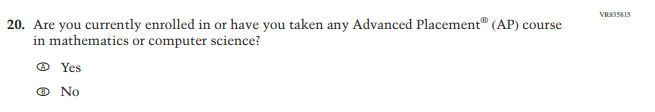 VR835815
20. Are you currently enrolled in or have you taken any Advanced Placement® (AP) course
in mathematics or computer science?
Ⓐ Yes
Ⓑ No